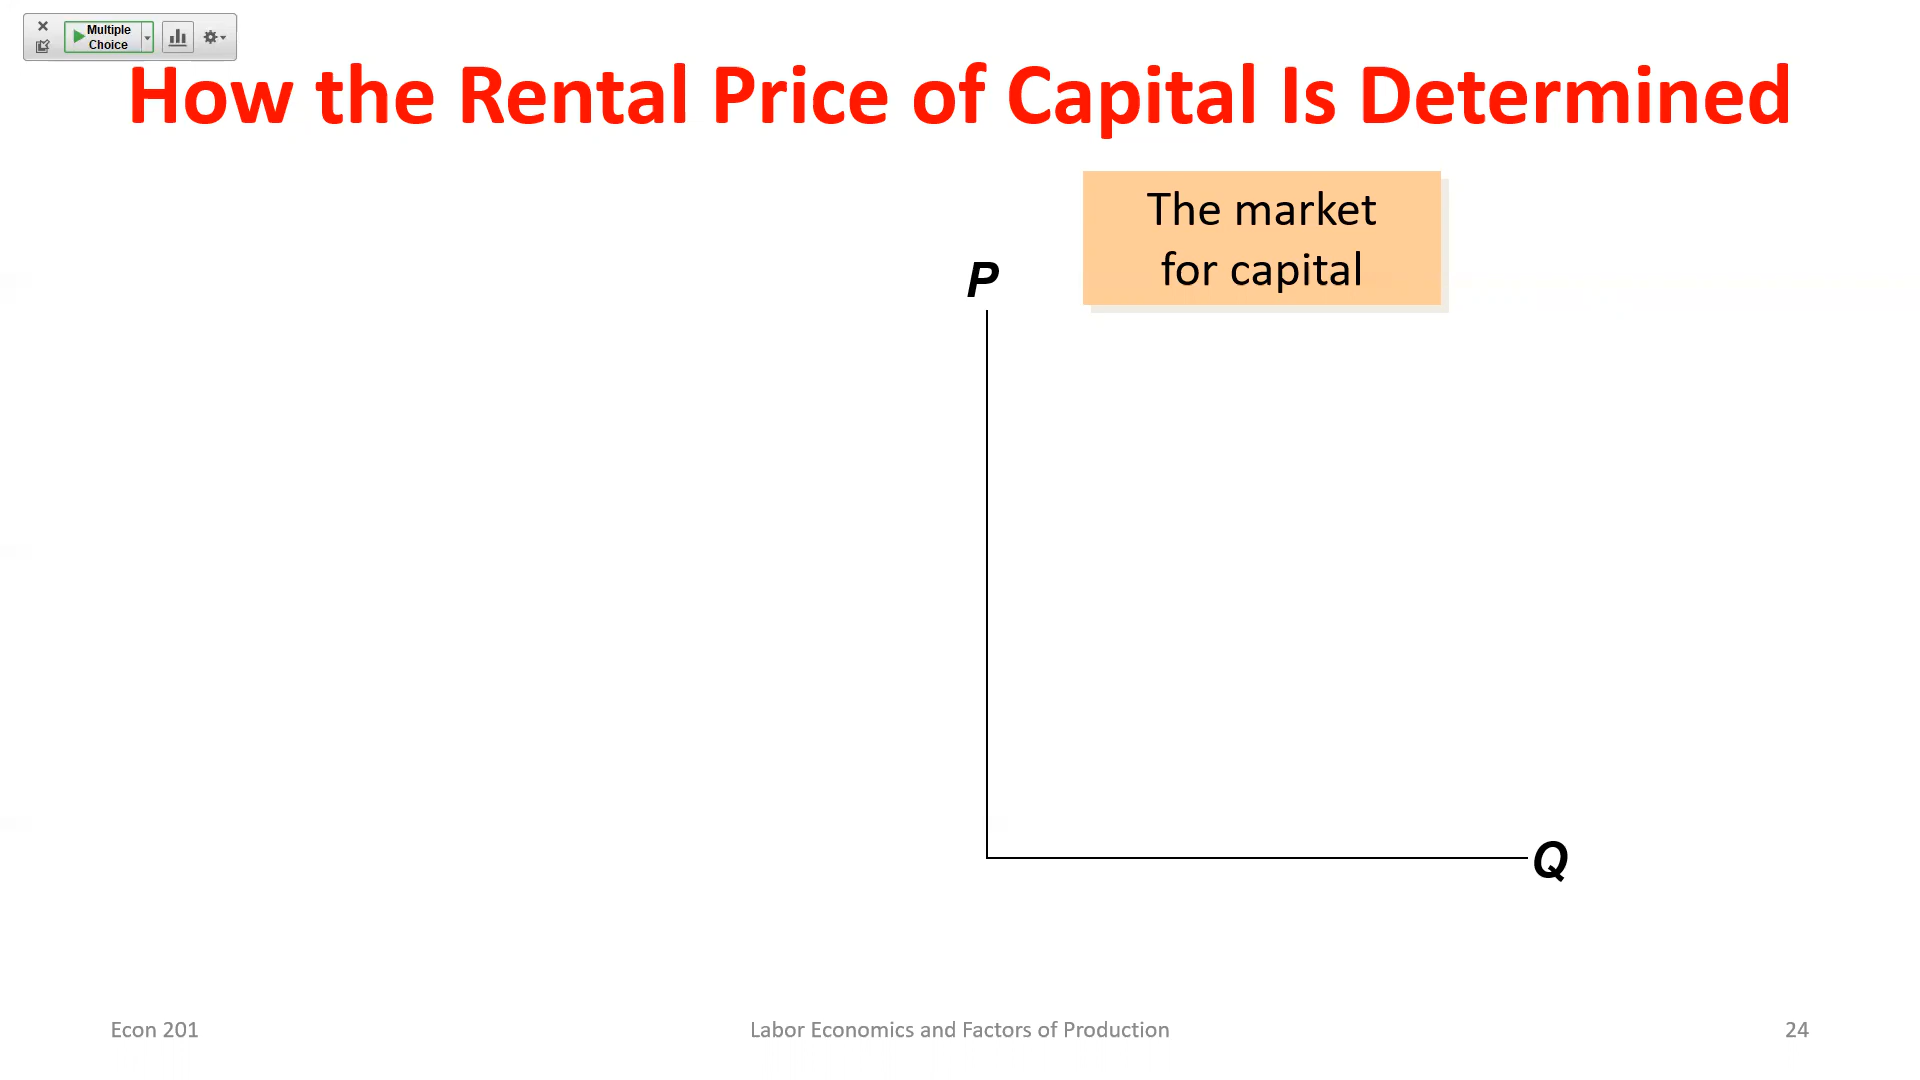 Multiple
Choice
How the Rental Price of Capital Is Determined
The market
for capital
P
Q
Econ 201
Labor Economics and Factors of Production
24